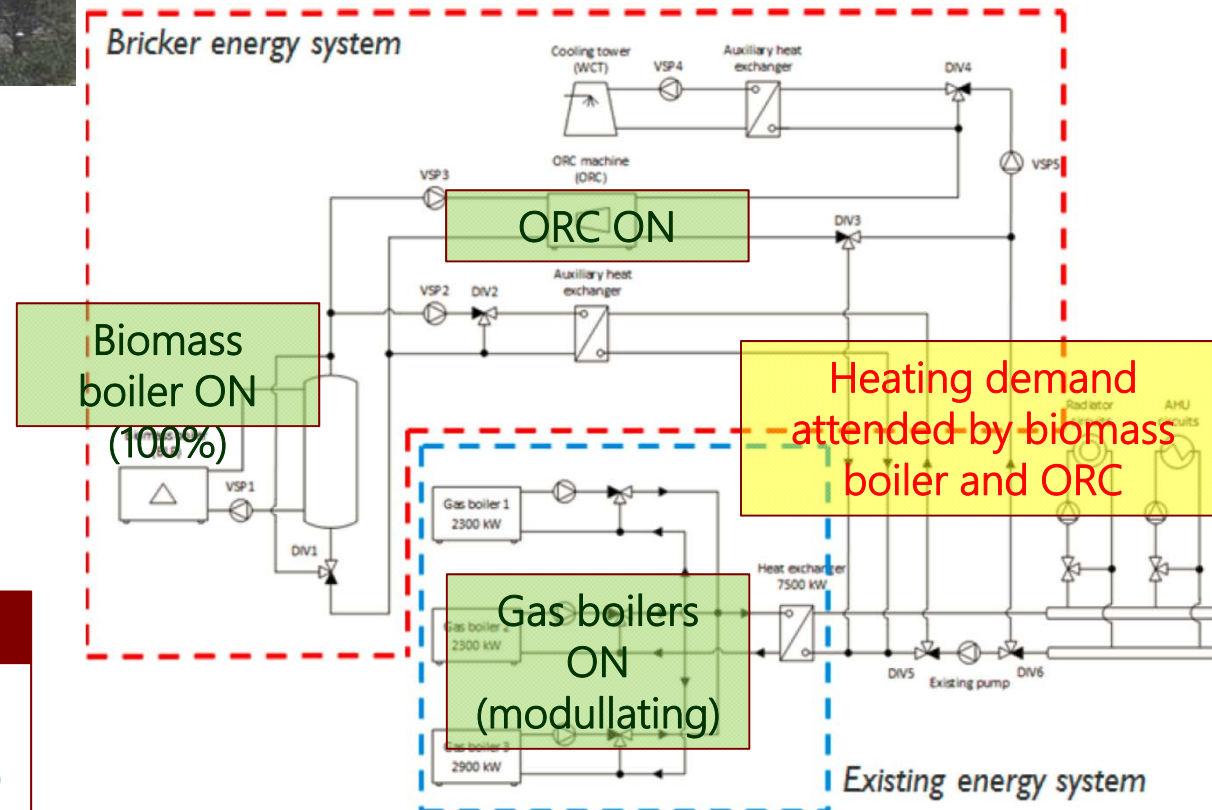 Bricker energy system
Cooling tower
(WCT)
VSP4
Auxiliary heat
exchanger
DIV4
VSP5
ORC machine
(ORC)
VSP3
ORC ON
DIV3
Auxiliary heat
exchanger
VSP2
DIV2
Biomass
boiler ON
(100%)
Heating demand
attended by biomass
boiler and ORC
Radiator
AHU
VSP1
DIV1
Gas boiler 1
2300 kW
Heat exchanger
7500 kW
Gas boilers
ON
(modullating)
Gas boiler 2
2300 kW
DIV5
Existing pump
DIV6
Gas boiler 3
2900 kW
Existing energy system